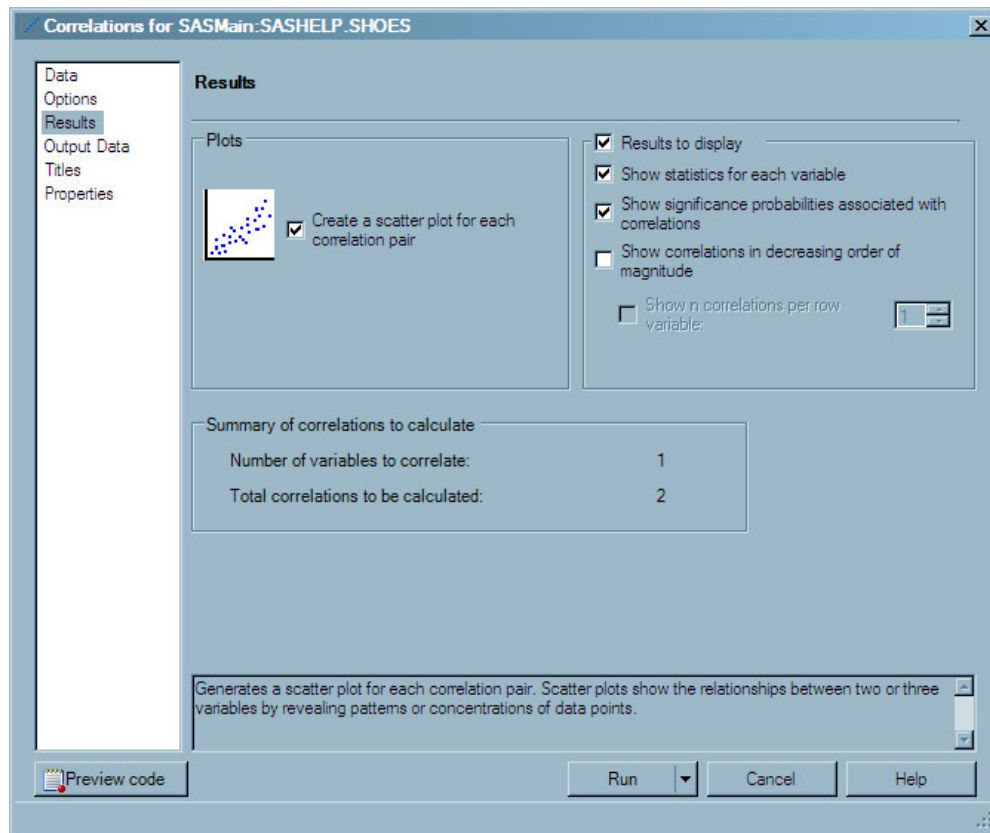 Correlations for SASMain:SASHELP.SHOES
Data
Options
Results
Output Data
Titles
Properties
Results
Plots
Create a scatter plot for each
correlation pair
Results to display
Show statistics for each variable
Show significance probabilities associated with
correlations
Show correlations in decreasing order of
magnitude
Show n correlations per row
variable:
1
Summary of correlations to calculate
Number of variables to correlate: 1
Total correlations to be calculated: 2
Generates a scatter plot for each correlation pair. Scatter plots show the relationships between two or three
variables by revealing patterns or concentrations of data points.
Preview code
Run
Cancel
Help